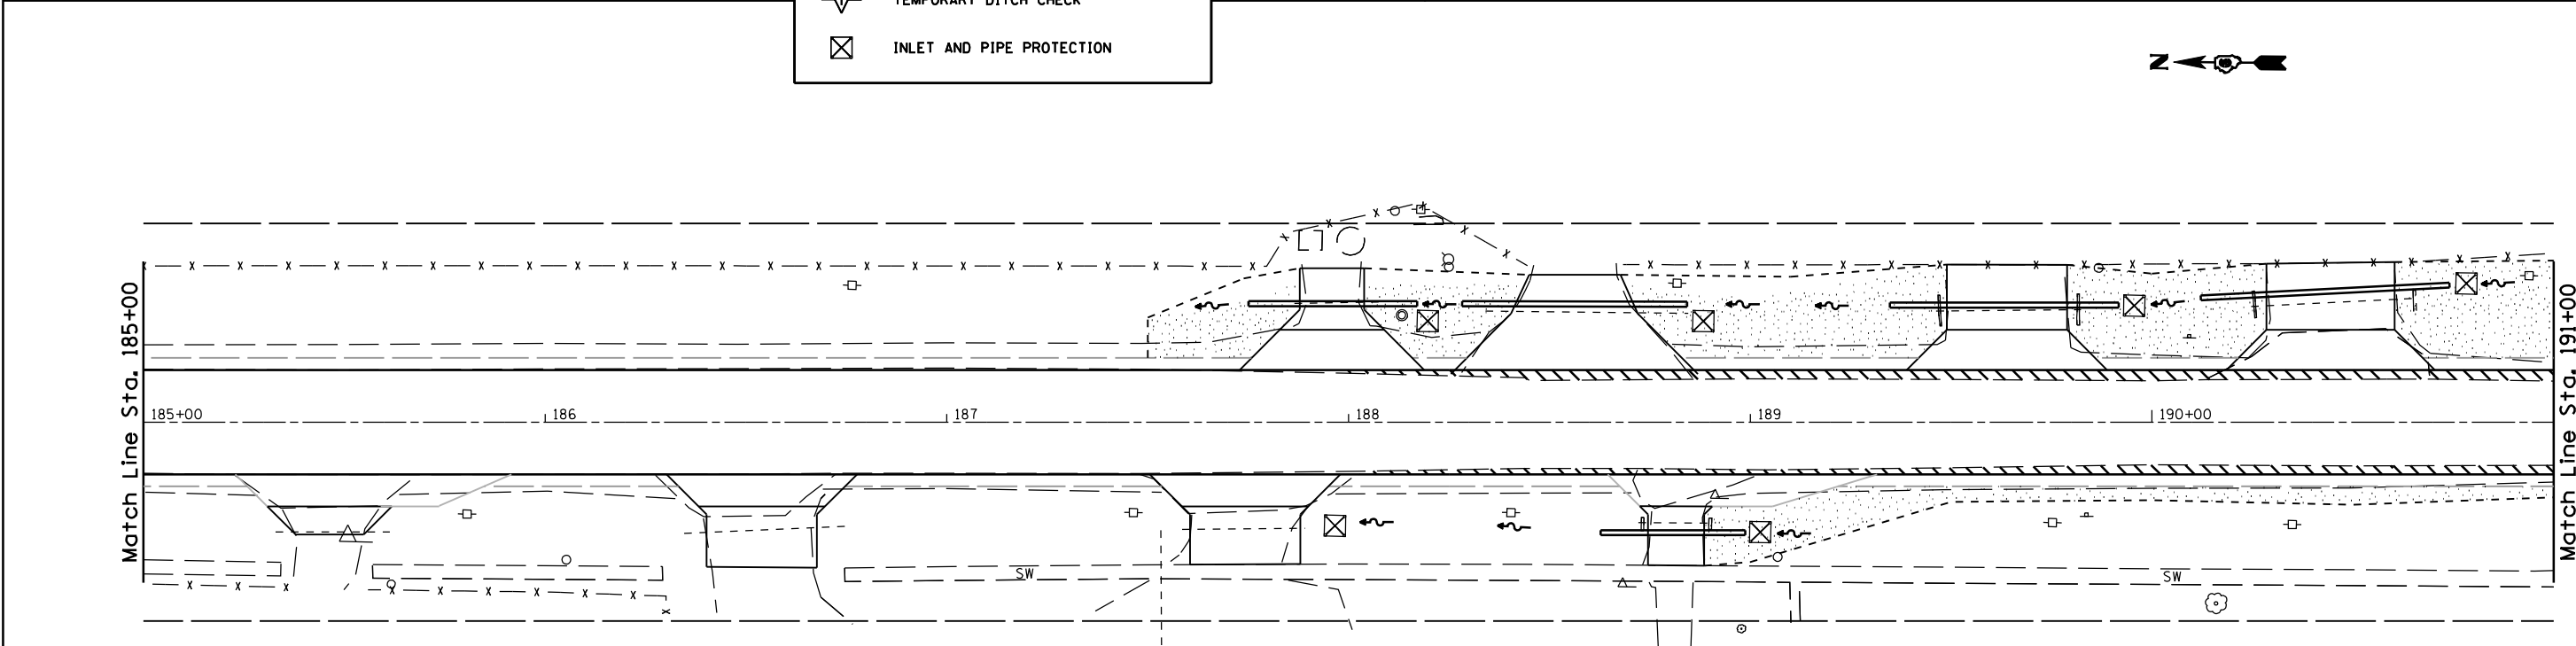 TEMPORARY DITCH CHECK
INLET AND PIPE PROTECTION
N
Match Line Sta. 185+00
185+00
186
187
188
189
190+00
Match Line Sta. 191+00
SW
SW